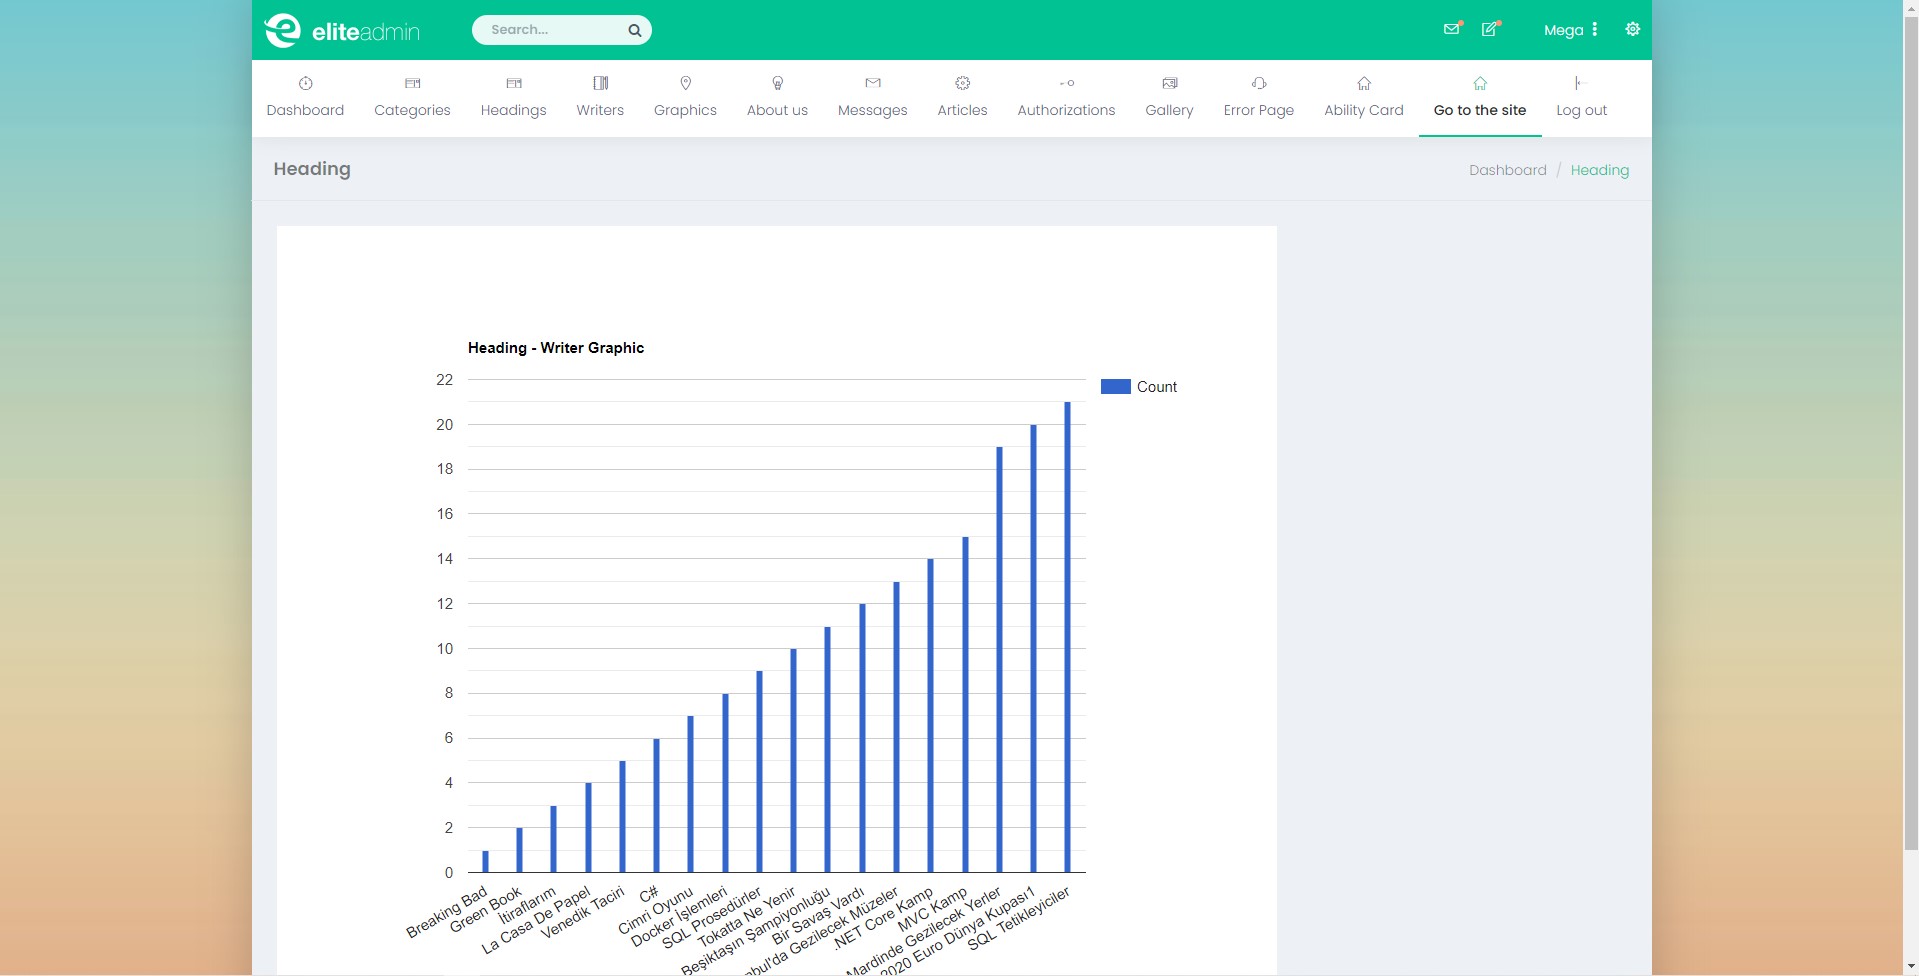 eliteadmin
Search...
Mega
Dashboard
Categories
Headings
Writers
Graphics
About us
Messages
Articles
Authorizations
Gallery
Error Page
Ability Card
Go to the site
Log out
Heading
Dashboard / Heading
Heading - Writer Graphic
Count
22
20
18
16
14
12
10
8
6
4
2
0
Breaking Bad
Green Book
İtiraflarım
La Casa De Papel
Venedik Taciri
C#
Cimri Oyunu
Docker İşlemleri
SQL Prosedürler
Tokatta Ne Yenir
Beşiktaşın Şampiyonluğu
Bir Savaş Vardı
Gezilecek Müzeler
.NET Core Kamp
MVC Kamp
Mardinde Gezilecek Yerler
2020 Euro Dünya Kupası1
SQL Tetikleyiciler